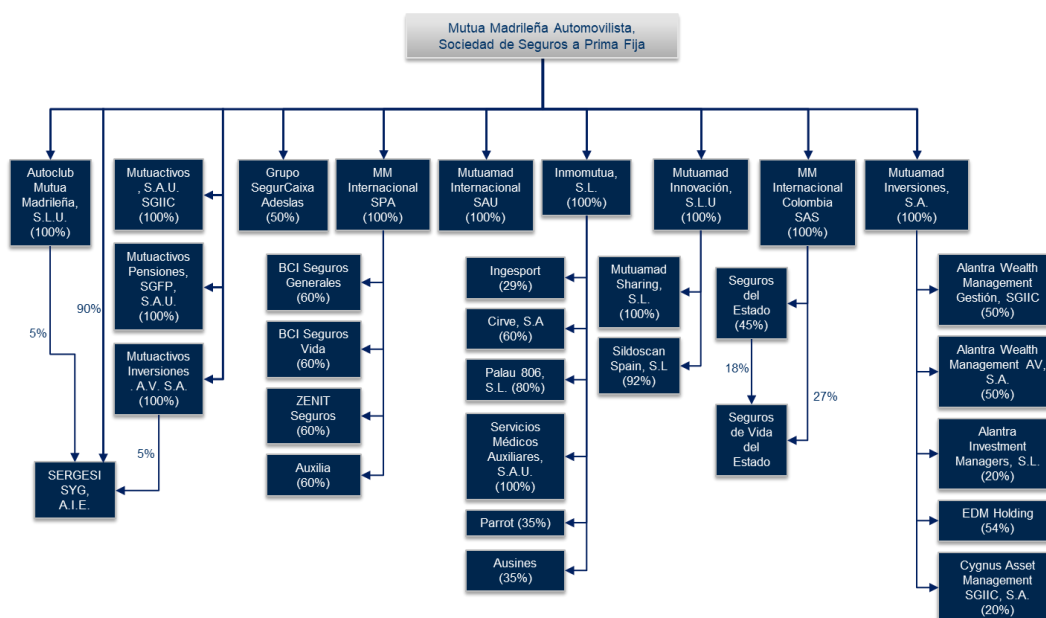 Mutua Madrileña Automovilista,
Sociedad de Seguros a Prima Fija
Autoclub
Mutua
Madrileña,
S.L.U.
(100%)
Mutuactivos
, S.A.U.
SGIIC
(100%)
Mutuactivos
Pensiones,
SGFP,
S.A.U.
(100%)
Mutuactivos
Inversiones
. A.V. S.A.
(100%)
5%
90%
5%
SERGESI
SYG,
A.I.E.
Grupo
SegurCaixa
Adeslas
(50%)
MM
Internacional
SPA
(100%)
BCI Seguros
Generales
(60%)
BCI Seguros
Vida
(60%)
ZENIT
Seguros
(60%)
Auxilia
(60%)
Mutuamad
Internacional
SAU
(100%)
Inmomutua,
S.L.
(100%)
Ingesport
(29%)
Cirve, S.A
(60%)
Palau 806,
S.L. (80%)
Servicios
Médicos
Auxiliares,
S.A.U.
(100%)
Parrot (35%)
Ausines
(35%)
Mutuamad
Innovación,
S.L.U
(100%)
Mutuamad
Sharing,
S.L.
(100%)
Sildoscan
Spain, S.L
(92%)
MM
Internacional
Colombia
SAS
(100%)
Seguros
del
Estado
(45%)
18%
27%
Seguros
de Vida
del
Estado
Mutuamad
Inversiones,
S.A.
(100%)
Alantra Wealth
Management
Gestión, SGIIC
(50%)
Alantra Wealth
Management AV,
S.A.
(50%)
Alantra
Investment
Managers, S.L.
(20%)
EDM Holding
(54%)
Cygnus Asset
Management
SGIIC, S.A.
(20%)